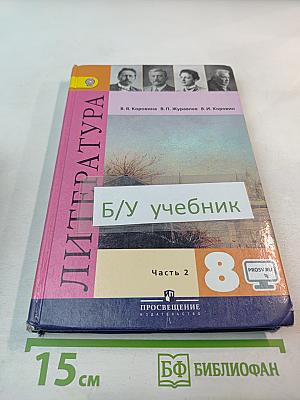 В. Я. Коровина В. П. Журавлев В. И. Коровин
ЛИТЕРАТУРА
Б/У учебник
Часть 2
8
PROSV.RU
ПРОСВЕЩЕНИЕ
ИЗДАТЕЛЬСТВО
15 см
БФ БИБЛИОФАН